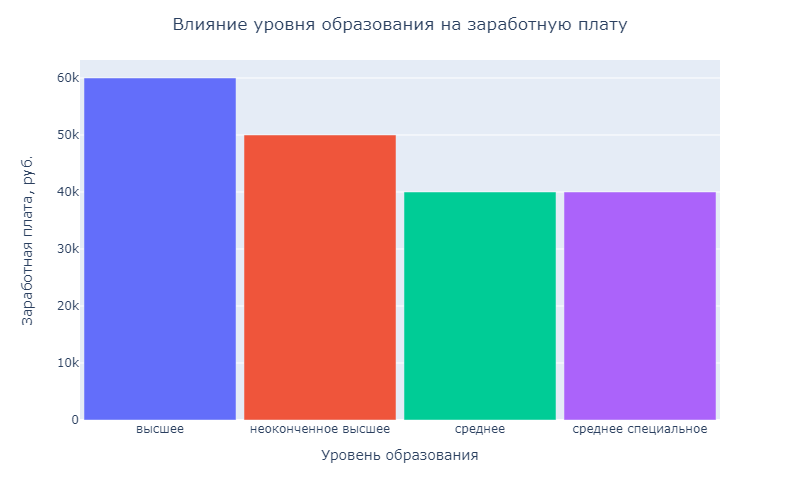 Влияние уровня образования на заработную плату
Заработная плата, руб.
60k
50k
40k
30k
20k
10k
0
высшее
неоконченное высшее
среднее
среднее специальное
Уровень образования